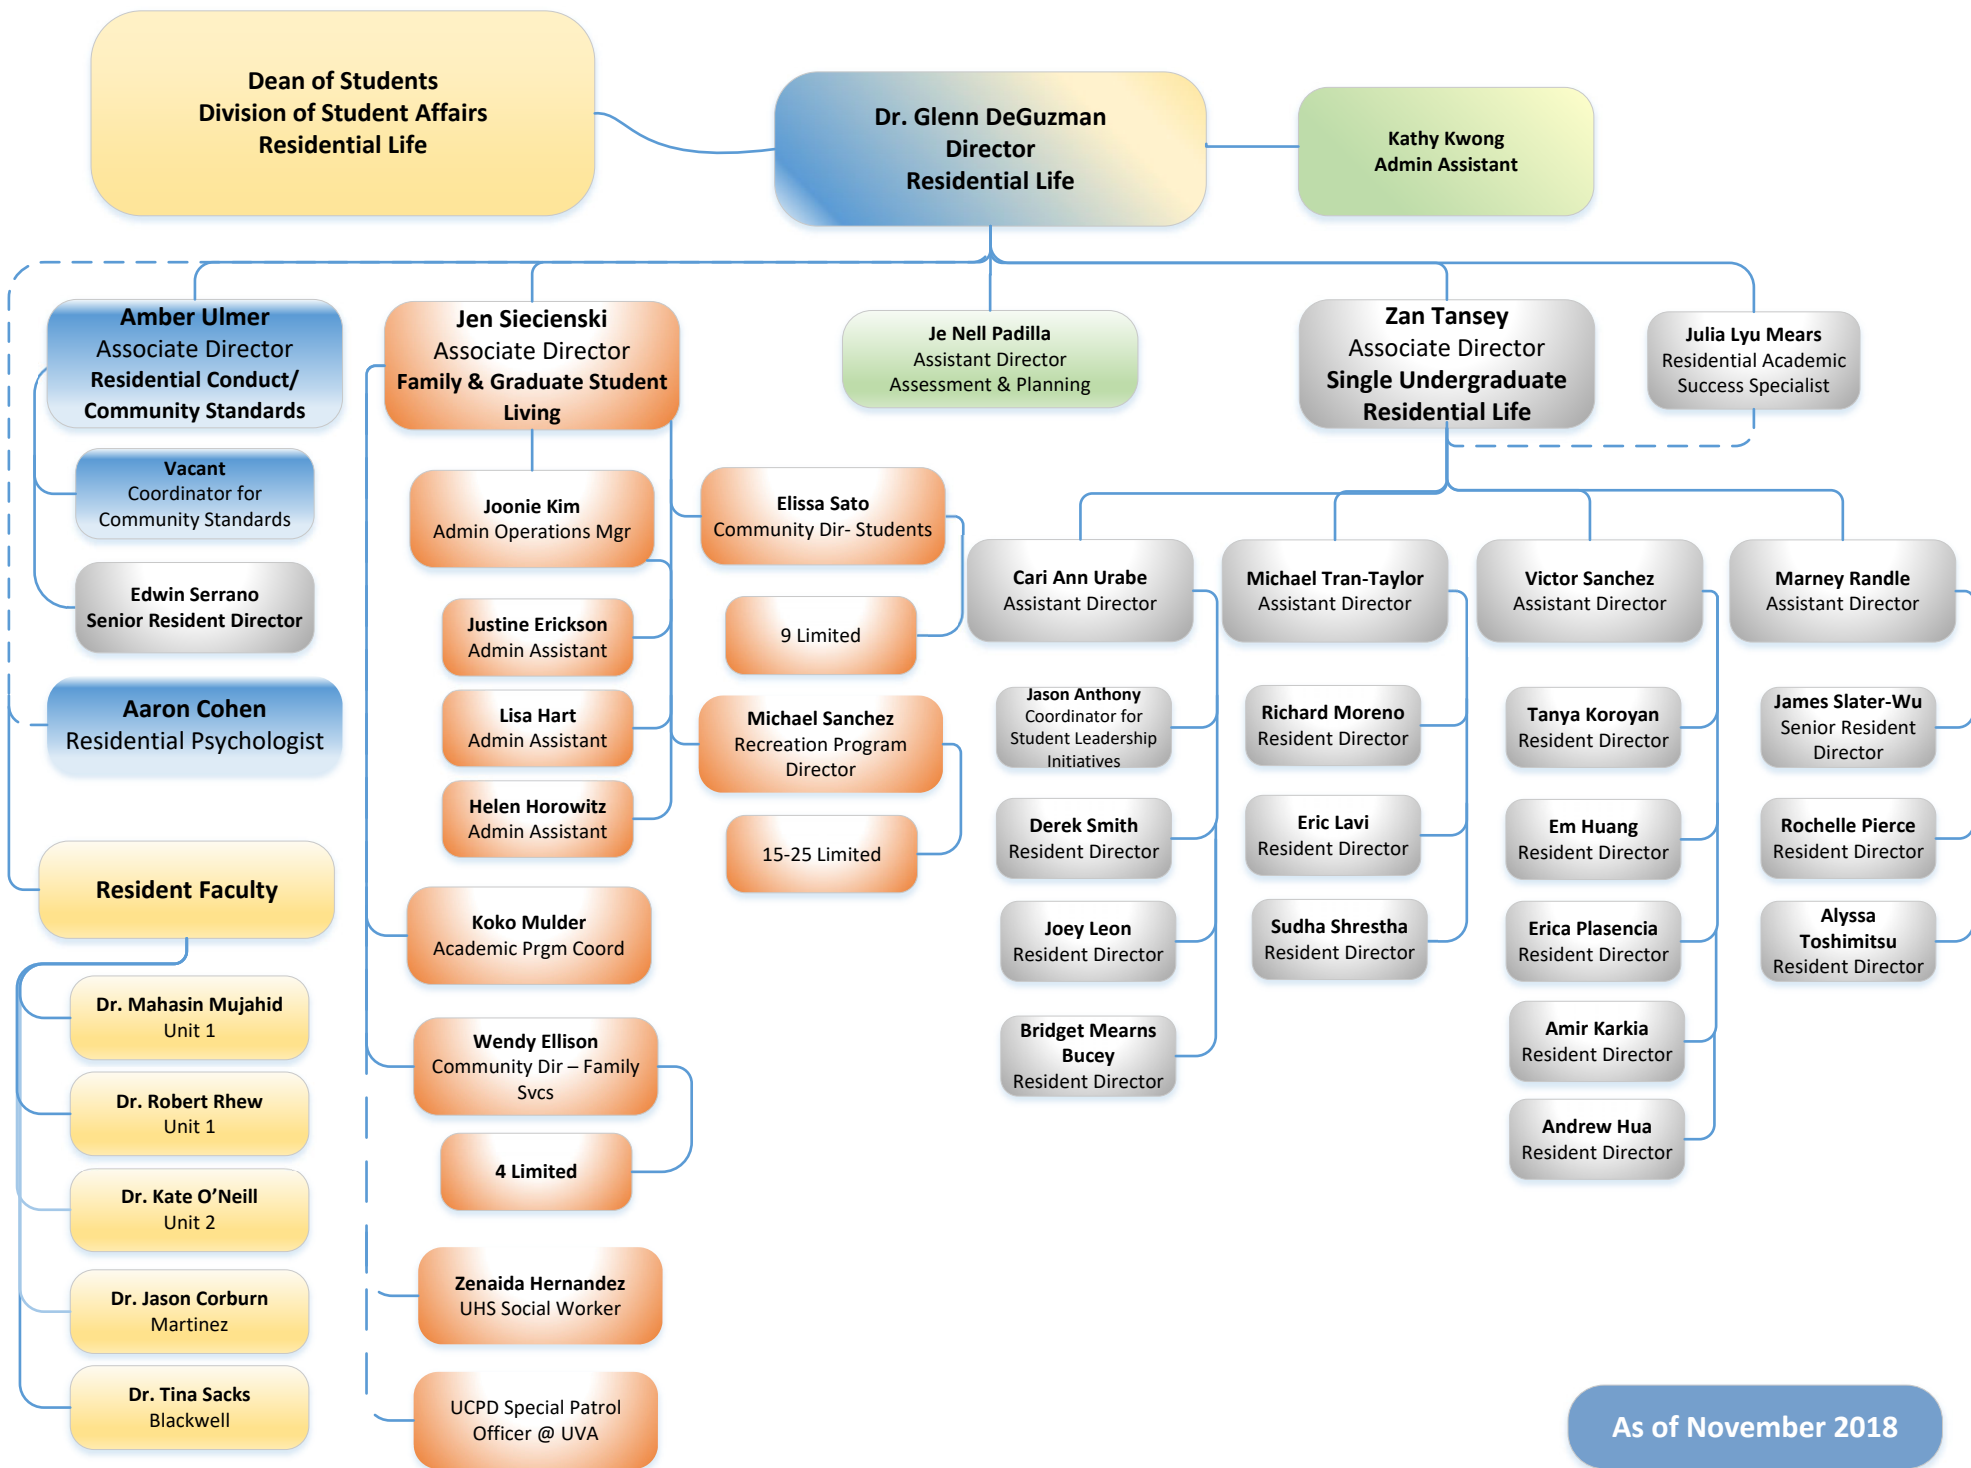 Dean of Students
Division of Student Affairs
Residential Life
Dr. Glenn DeGuzman
Director
Residential Life
Kathy Kwong
Admin Assistant
Amber Ulmer
Associate Director
Residential Conduct/
Community Standards
Vacant
Coordinator for
Community Standards
Edwin Serrano
Senior Resident Director
Aaron Cohen
Residential Psychologist
Resident Faculty
Dr. Mahasin Mujahid
Unit 1
Dr. Robert Rhew
Unit 1
Dr. Kate O’Neill
Unit 2
Dr. Jason Corburn
Martinez
Dr. Tina Sacks
Blackwell
Jen Siecienski
Associate Director
Family & Graduate Student
Living
Joonie Kim
Admin Operations Mgr
Justine Erickson
Admin Assistant
Lisa Hart
Admin Assistant
Helen Horowitz
Admin Assistant
Koko Mulder
Academic Prgm Coord
Wendy Ellison
Community Dir – Family
Svcs
4 Limited
Zenaida Hernandez
UHS Social Worker
UCPD Special Patrol
Officer @ UVA
Elissa Sato
Community Dir- Students
9 Limited
Michael Sanchez
Recreation Program
Director
15-25 Limited
Je Nell Padilla
Assistant Director
Assessment & Planning
Zan Tansey
Associate Director
Single Undergraduate
Residential Life
Julia Lyu Mears
Residential Academic
Success Specialist
Cari Ann Urabe
Assistant Director
Jason Anthony
Coordinator for
Student Leadership
Initiatives
Derek Smith
Resident Director
Joey Leon
Resident Director
Bridget Mearns
Bucey
Resident Director
Michael Tran-Taylor
Assistant Director
Richard Moreno
Resident Director
Eric Lavi
Resident Director
Sudha Shrestha
Resident Director
Victor Sanchez
Assistant Director
Tanya Koroyan
Resident Director
Em Huang
Resident Director
Erica Plasencia
Resident Director
Amir Karkia
Resident Director
Andrew Hua
Resident Director
Marney Randle
Assistant Director
James Slater-Wu
Senior Resident
Director
Rochelle Pierce
Resident Director
Alyssa
Toshimitsu
Resident Director
As of November 2018